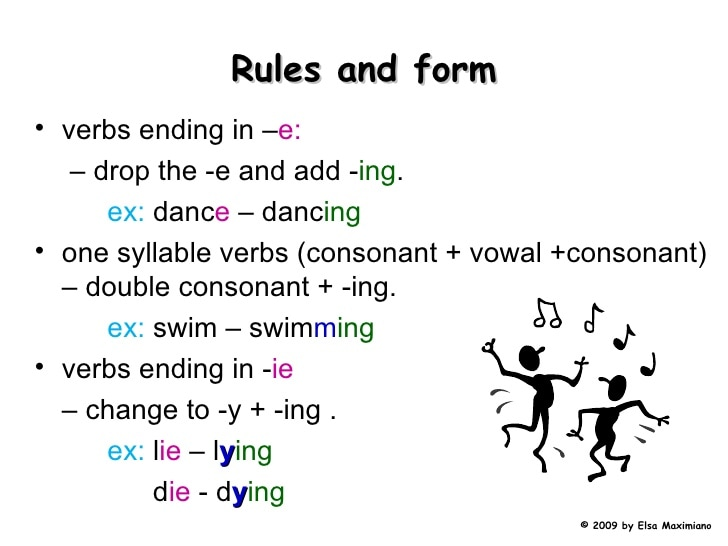 Rules and form
• verbs ending in –e:
– drop the -e and add -ing.
ex: dance – dancing
• one syllable verbs (consonant + vowal +consonant)
– double consonant + -ing.
ex: swim – swimming
• verbs ending in -ie
– change to -y + -ing .
ex: lie – lying
die - dying
© 2009 by Elsa Maximiano